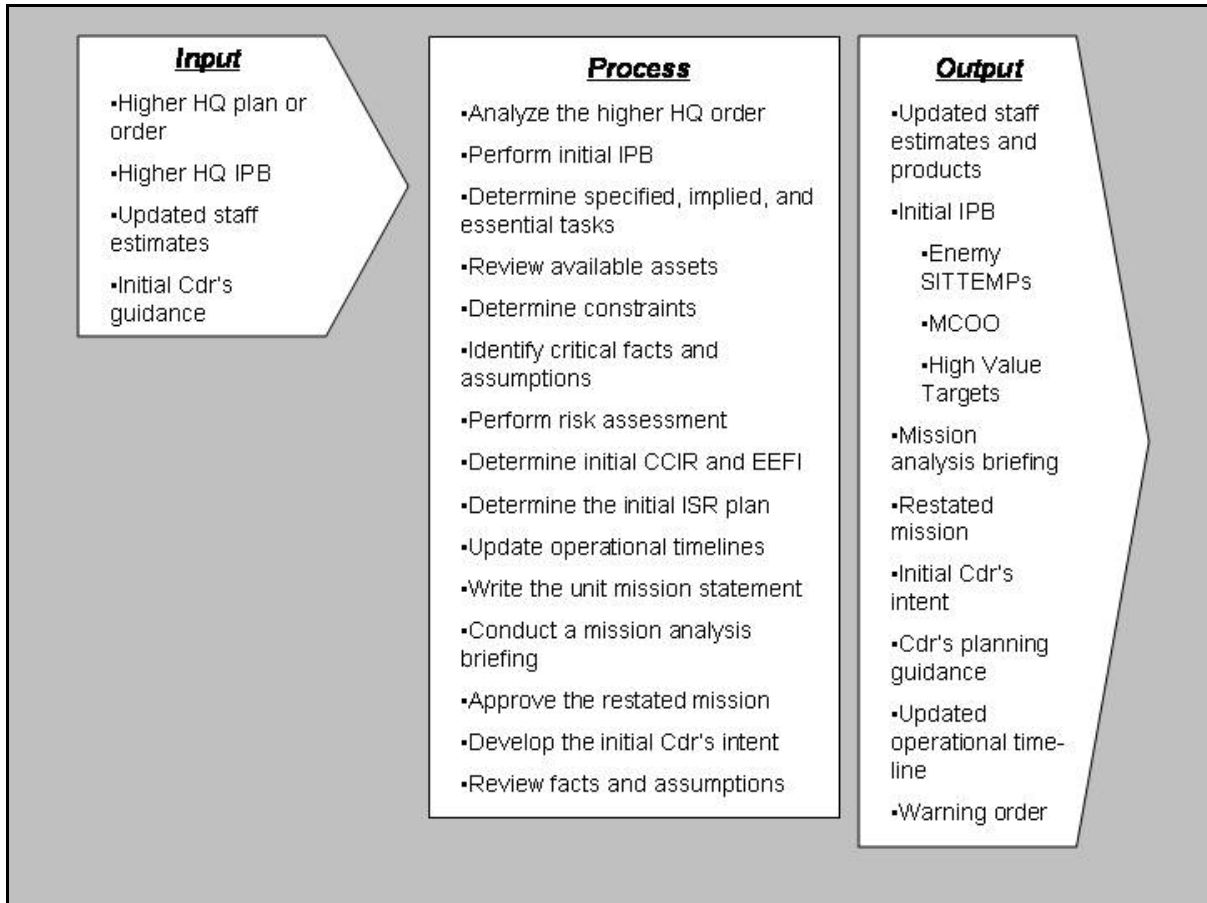 Input
▪Higher HQ plan or
order
▪Higher HQ IPB
▪Updated staff
estimates
▪Initial Cdr's
guidance
Process
▪Analyze the higher HQ order
▪Perform initial IPB
▪Determine specified, implied, and
essential tasks
▪Review available assets
▪Determine constraints
▪Identify critical facts and
assumptions
▪Perform risk assessment
▪Determine initial CCIR and EEFI
▪Determine the initial ISR plan
▪Update operational timelines
▪Write the unit mission statement
▪Conduct a mission analysis
briefing
▪Approve the restated mission
▪Develop the initial Cdr's intent
▪Review facts and assumptions
Output
▪Updated staff
estimates and
products
▪Initial IPB
▪Enemy
SITTEMPs
▪MCOO
▪High Value
Targets
▪Mission
analysis briefing
▪Restated
mission
▪Initial Cdr's
intent
▪Cdr's planning
guidance
▪Updated
operational time-
line
▪Warning order